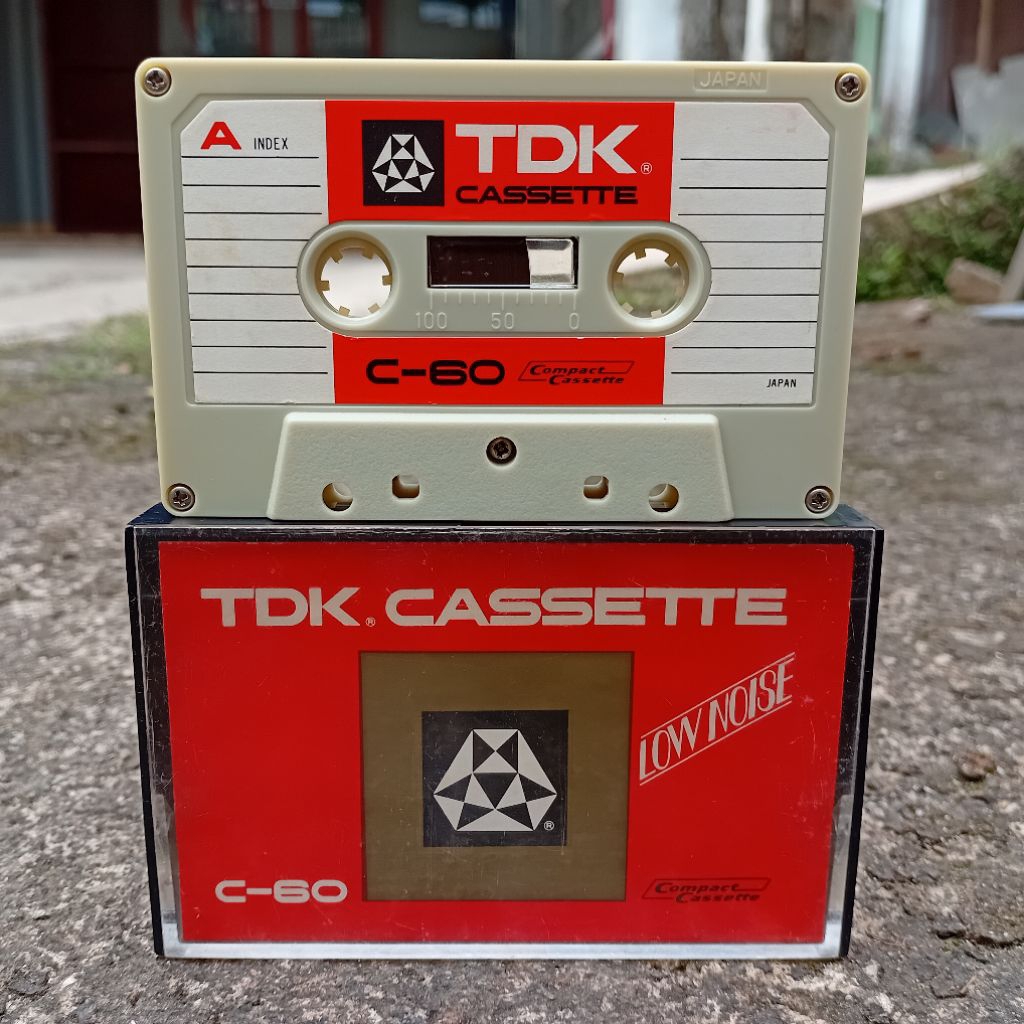 JAPAN
A INDEX
TDK®
CASSETTE
100 50 0
C-60 Compact Cassette
JAPAN
TDK® CASSETTE
LOW NOISE
®
C-60 Compact Cassette